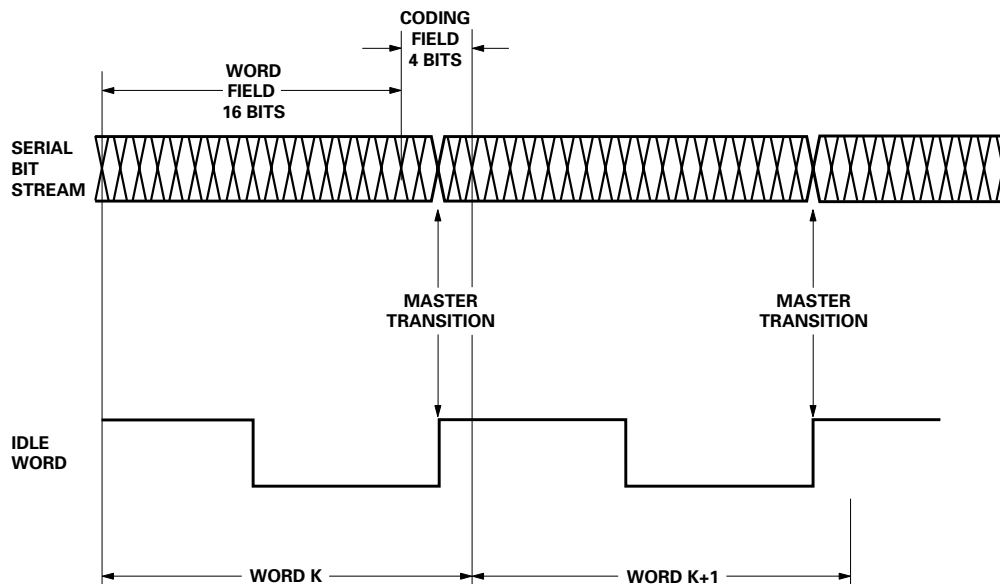 CODING
FIELD
4 BITS
WORD
FIELD
16 BITS
SERIAL
BIT
STREAM
MASTER
TRANSITION
MASTER
TRANSITION
IDLE
WORD
WORD K
WORD K+1